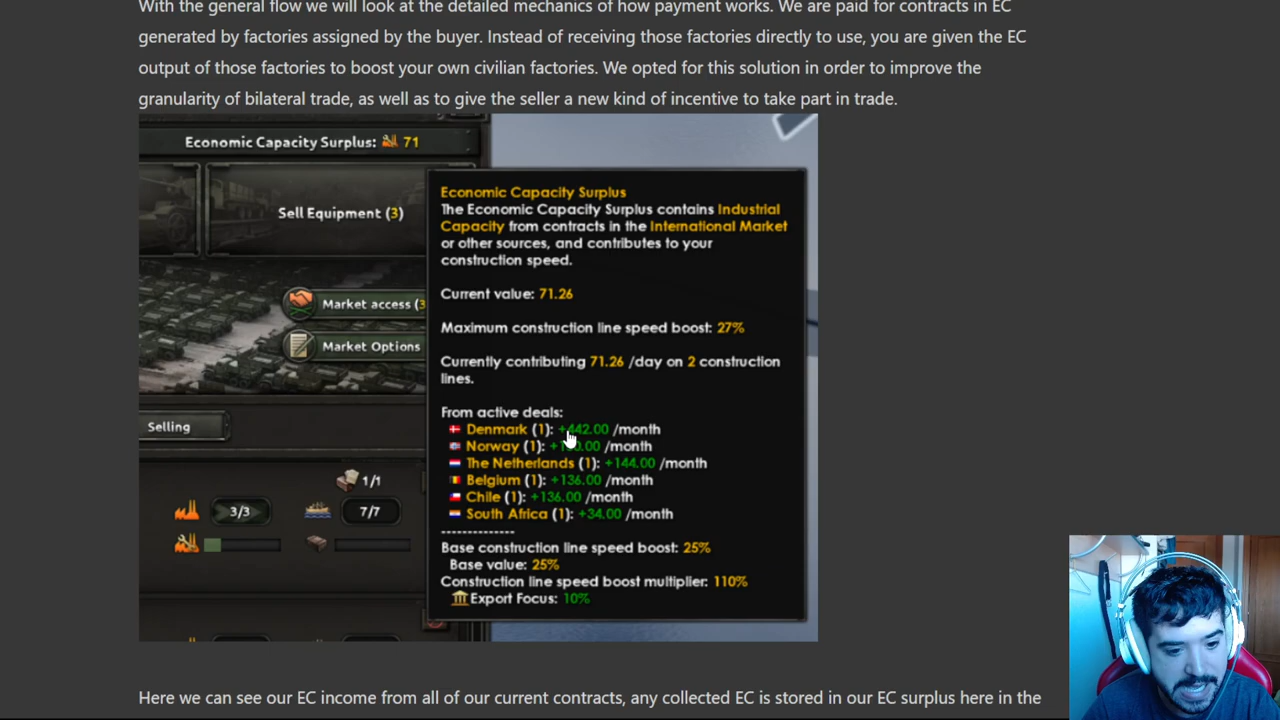 With the general flow we will look at the detailed mechanics of how payment works. We are paid for contracts in EC
generated by factories assigned by the buyer. Instead of receiving those factories directly to use, you are given the EC
output of those factories to boost your own civilian factories. We opted for this solution in order to improve the
granularity of bilateral trade, as well as to give the seller a new kind of incentive to take part in trade.
Economic Capacity Surplus: 71
Sell Equipment (3)
Market access (3
Market Options
Selling
1/1
3/3
7/7
Economic Capacity Surplus
The Economic Capacity Surplus contains Industrial
Capacity from contracts in the International Market
or other sources, and contributes to your
construction speed.
Current value: 71.26
Maximum construction line speed boost: 27%
Currently contributing 71.26 /day on 2 construction
lines.
From active deals:
Denmark (1): +442.00 /month
Norway (1): /month
The Netherlands (1): +144.00 /month
Belgium (1): +136.00 /month
Chile (1): +136.00 /month
South Africa (1): +34.00 /month
--------------
Base construction line speed boost: 25%
Base value: 25%
Construction line speed boost multiplier: 110%
Export Focus: 10%
Here we can see our EC income from all of our current contracts, any collected EC is stored in our EC surplus here in the